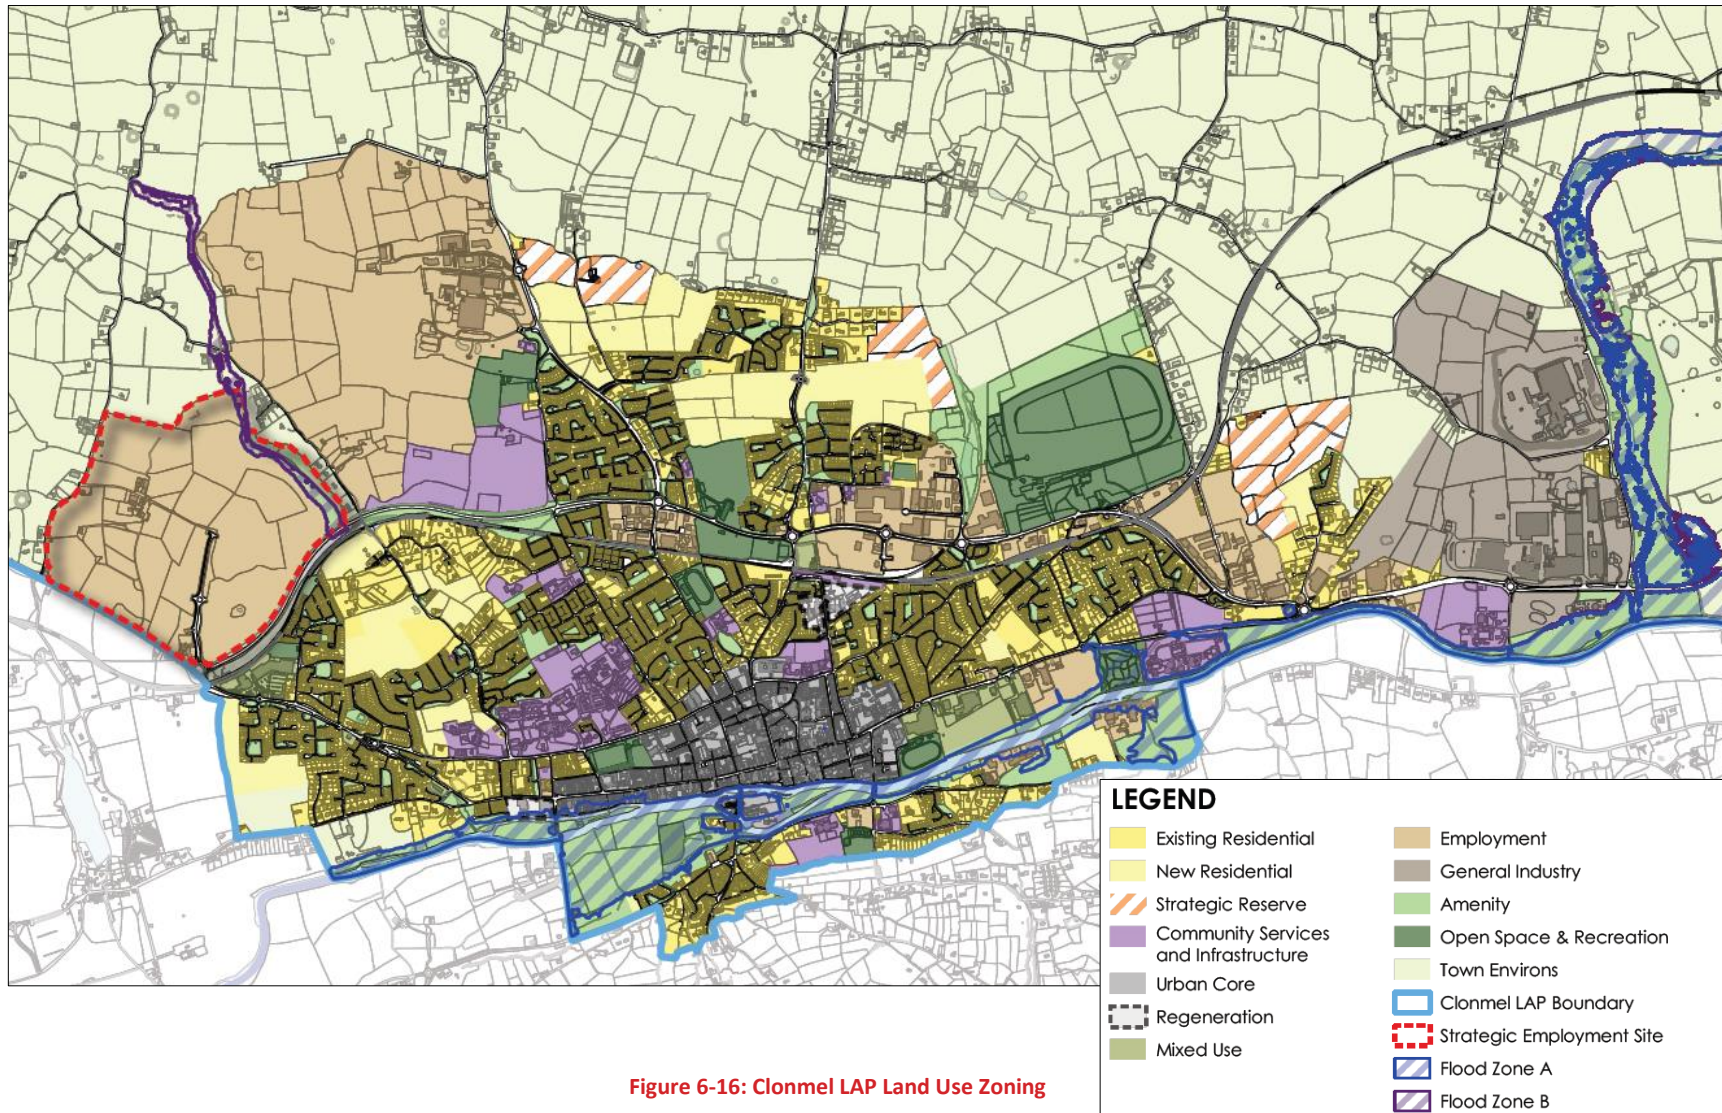 LEGEND
Existing Residential
New Residential
Strategic Reserve
Community Services
and Infrastructure
Urban Core
Regeneration
Mixed Use
Employment
General Industry
Amenity
Open Space & Recreation
Town Environs
Clonmel LAP Boundary
Strategic Employment Site
Flood Zone A
Flood Zone B
Figure 6-16: Clonmel LAP Land Use Zoning